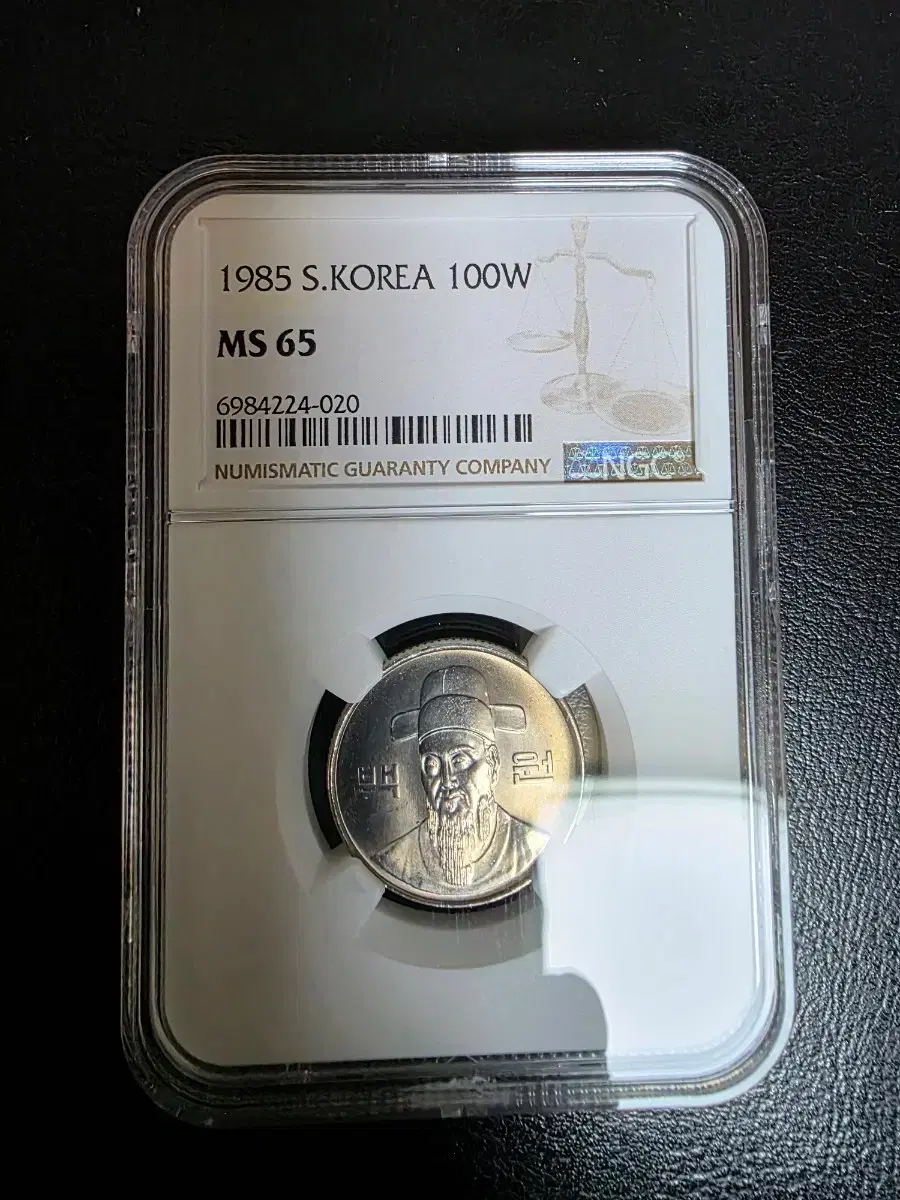 1985 S.KOREA 100W
MS 65
6984224-020
NUMISMATIC GUARANTY COMPANY
NGC
백 원